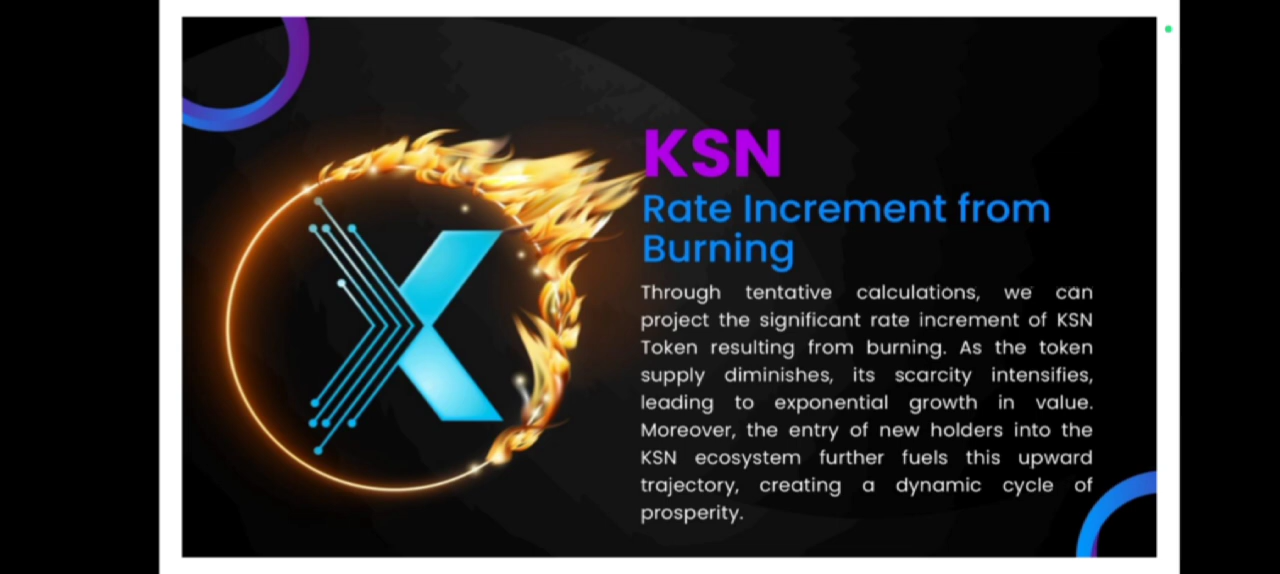 KSN
Rate Increment from
Burning
Through tentative calculations, we can
project the significant rate increment of KSN
Token resulting from burning. As the token
supply diminishes, its scarcity intensifies,
leading to exponential growth in value.
Moreover, the entry of new holders into the
KSN ecosystem further fuels this upward
trajectory, creating a dynamic cycle of
prosperity.